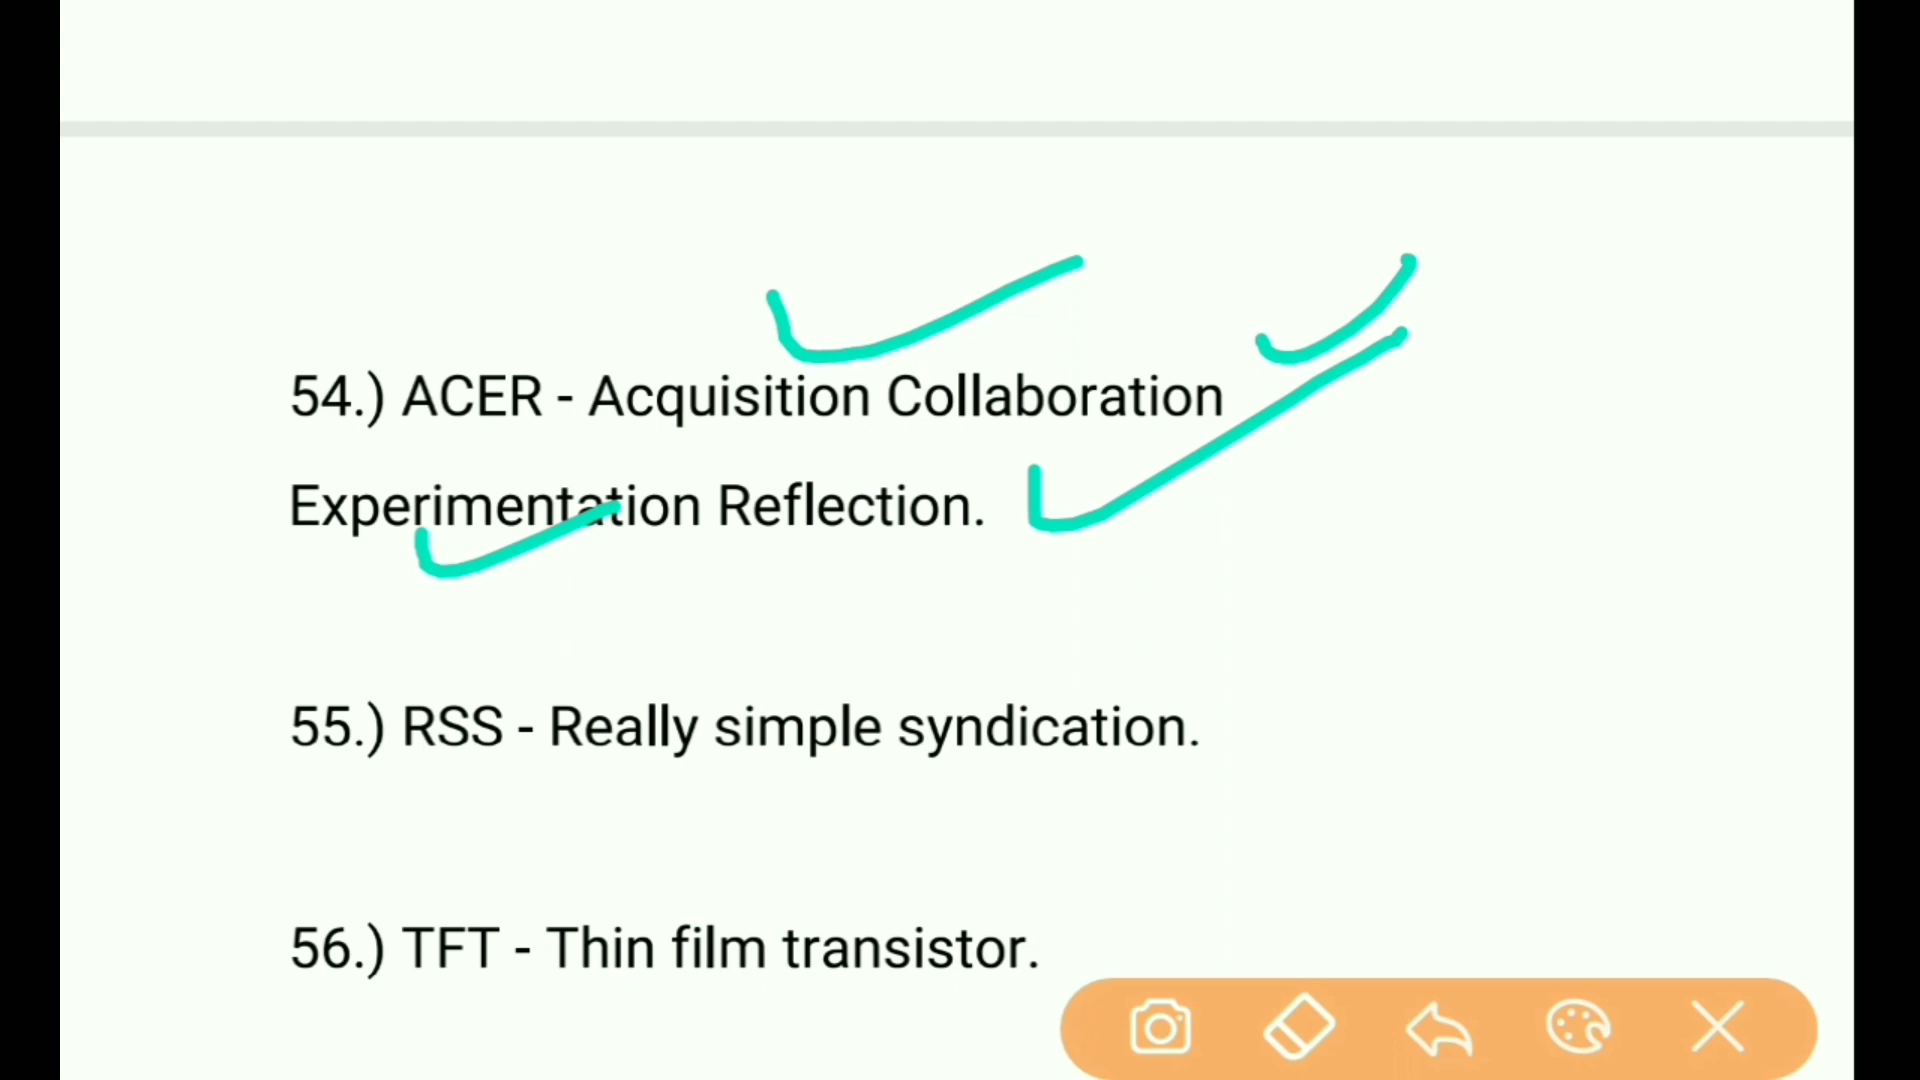 54.) ACER - Acquisition Collaboration
Experimentation Reflection.
55.) RSS - Really simple syndication.
56.) TFT - Thin film transistor.